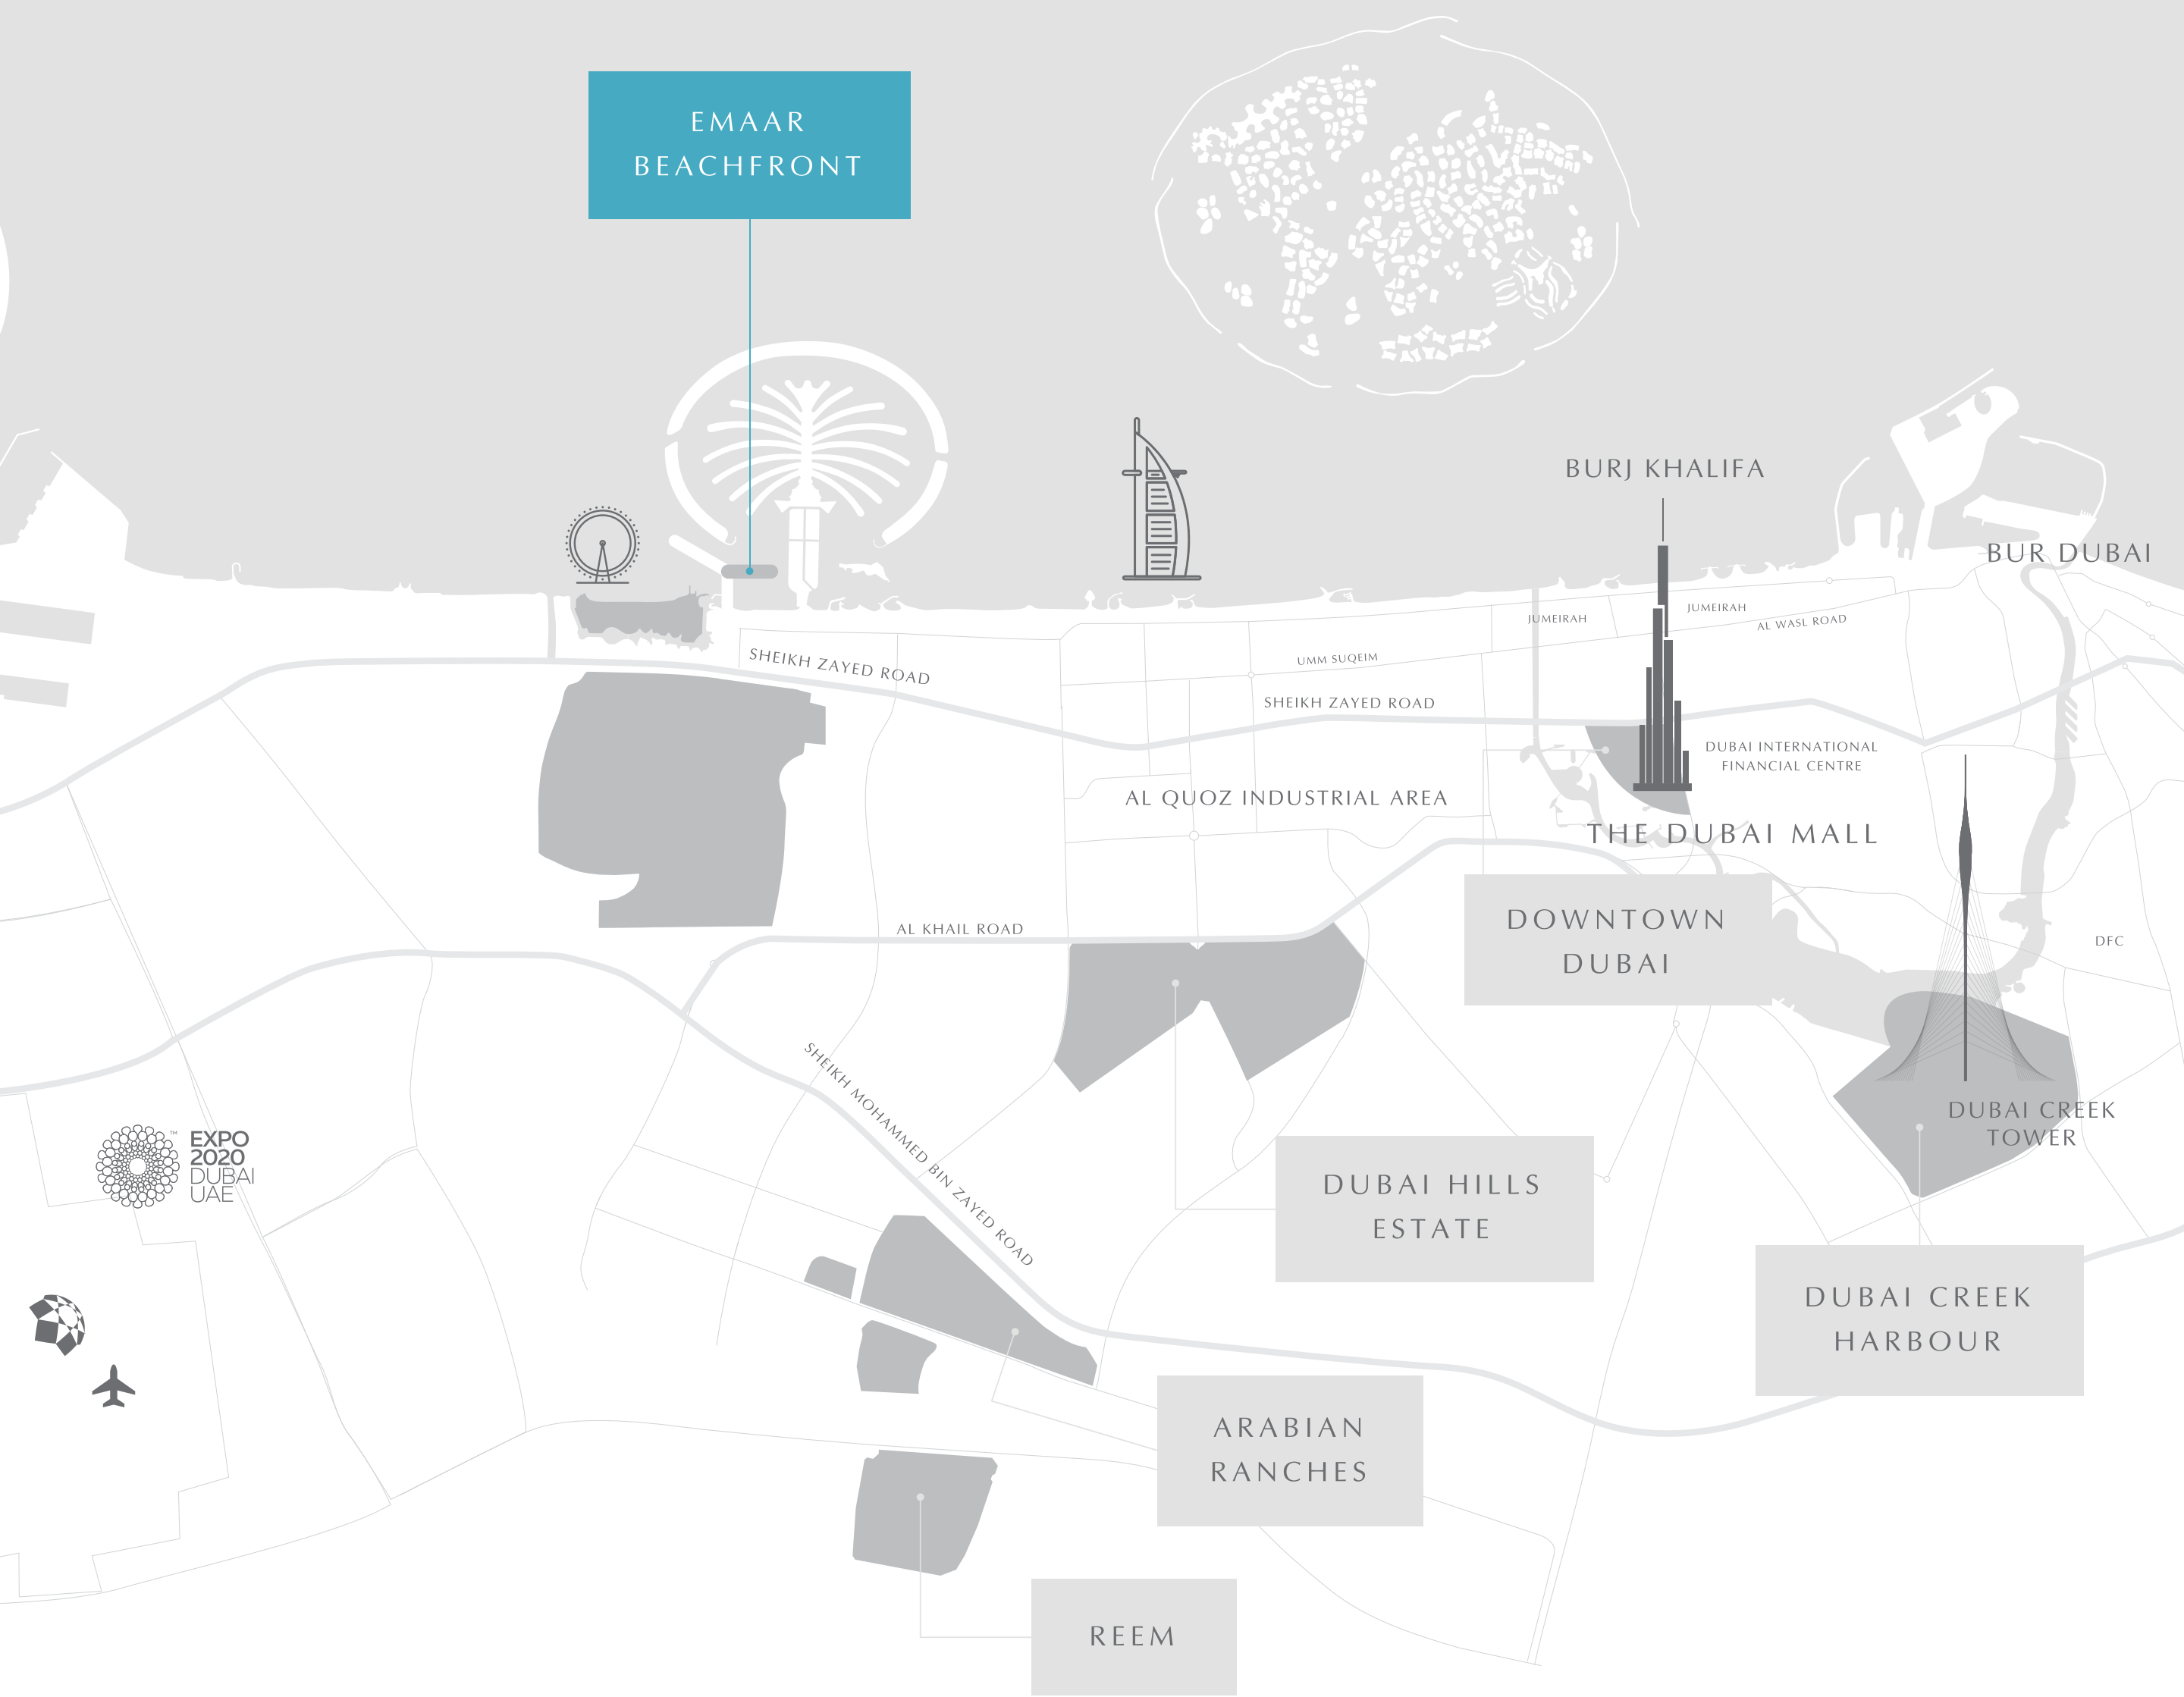 EMAAR
BEACHFRONT
BURJ KHALIFA
BUR DUBAI
JUMEIRAH
JUMEIRAH
AL WASL ROAD
SHEIKH ZAYED ROAD
UMM SUQEIM
SHEIKH ZAYED ROAD
DUBAI INTERNATIONAL
FINANCIAL CENTRE
AL QUOZ INDUSTRIAL AREA
THE DUBAI MALL
AL KHAIL ROAD
DOWNTOWN
DUBAI
DFC
SHEIKH MOHAMMED BIN ZAYED ROAD
DUBAI CREEK
TOWER
EXPO
2020
DUBAI
UAE
TM
DUBAI HILLS
ESTATE
DUBAI CREEK
HARBOUR
ARABIAN
RANCHES
REEM